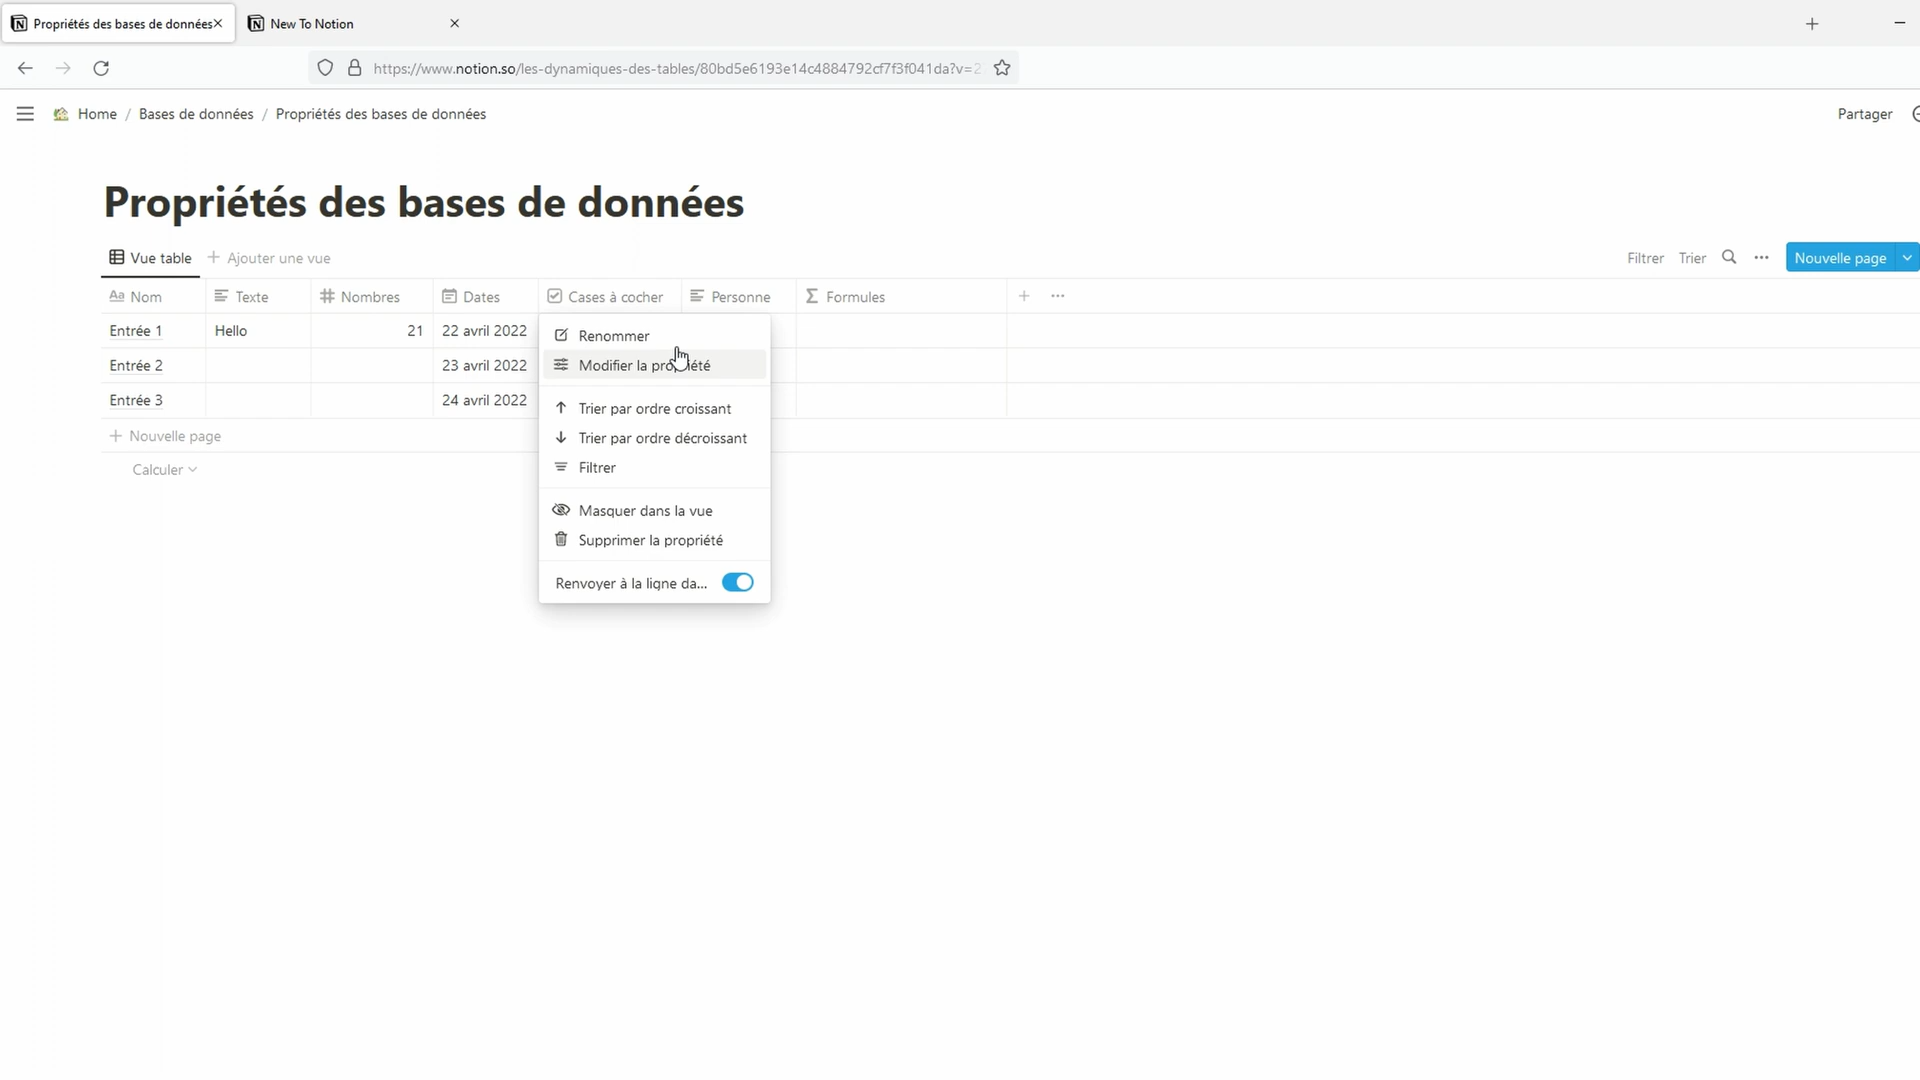 Propriétés des bases de données
New To Notion
https://www.notion.so/les-dynamiques-des-tables/80bd5e6193e14c4884792cf7f3f041da?v=2
Home / Bases de données / Propriétés des bases de données
Partager
Propriétés des bases de données
Vue table
Ajouter une vue
Filtrer
Trier
Nouvelle page
Aa Nom
Texte
Nombres
Dates
Cases à cocher
Personne
Formules
Entrée 1
Hello
21
22 avril 2022
Entrée 2
23 avril 2022
Entrée 3
24 avril 2022
Nouvelle page
Calculer
Renommer
Modifier la propriété
Trier par ordre croissant
Trier par ordre décroissant
Filtrer
Masquer dans la vue
Supprimer la propriété
Renvoyer à la ligne da...